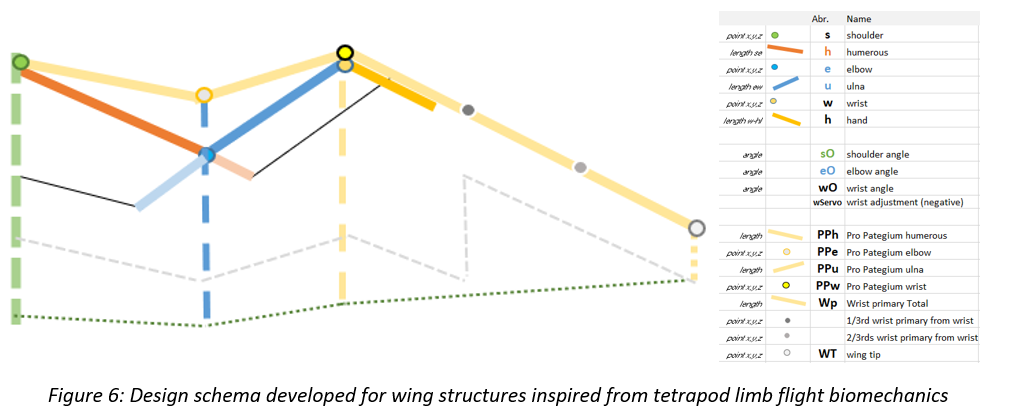 Abr. Name
point x,y,z s shoulder
length se h humerous
point x,y,z e elbow
length ew u ulna
point x,y,z w wrist
length w-hl h hand
angle sO shoulder angle
angle eO elbow angle
angle wO wrist angle
wServo wrist adjustment (negative)
length PPh Pro Pategium humerous
point x,y,z PPe Pro Pategium elbow
length PPu Pro Pategium ulna
point x,y,z PPw Pro Pategium wrist
length Wp Wrist primary Total
point x,y,z 1/3rd wrist primary from wrist
point x,y,z 2/3rds wrist primary from wrist
point x,y,z WT wing tip
Figure 6: Design schema developed for wing structures inspired from tetrapod limb flight biomechanics